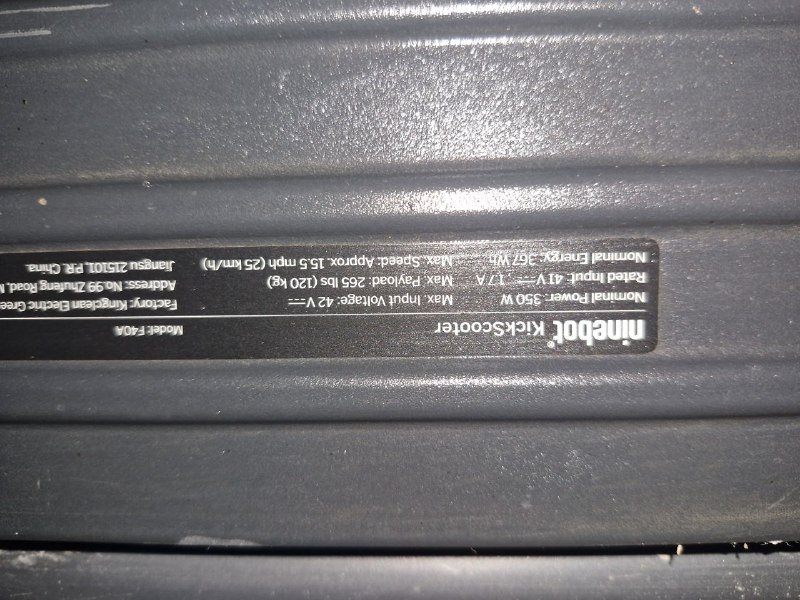 ninebot® KickScooter
Model: F40A
Nominal Power: 350 W
Rated Input: 41 V⎓, 1.7 A
Nominal Energy: 367 Wh
Max. Input Voltage: 42 V⎓
Max. Payload: 265 lbs (120 kg)
Max. Speed: Approx. 15.5 mph (25 km/h)
Factory: Kingclean Electric Gree
Address: No.99 Zhufeng Road,
Jiangsu 215101, P.R. China.